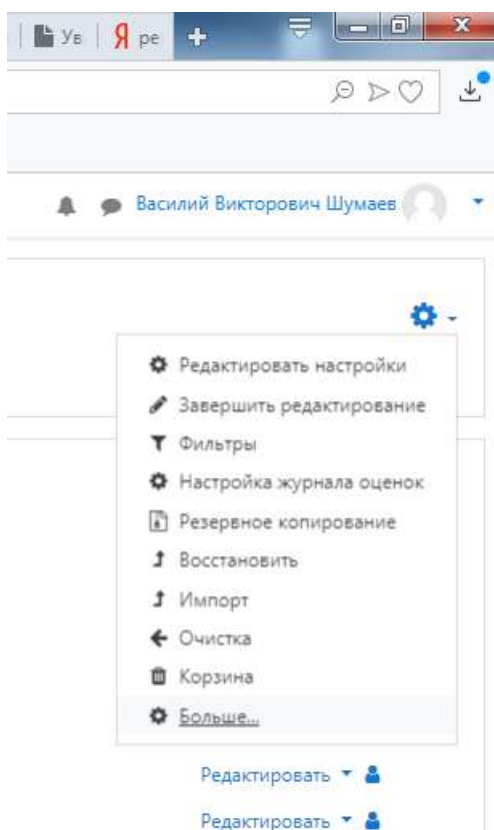 Ув Я ре
Василий Викторович Шумаев
Редактировать настройки
Завершить редактирование
Фильтры
Настройка журнала оценок
Резервное копирование
Восстановить
Импорт
Очистка
Корзина
Больше...
Редактировать
Редактировать